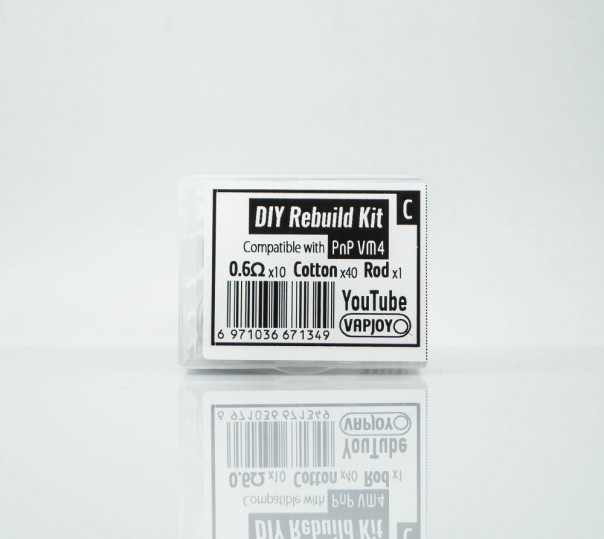 DIY Rebuild Kit C
Compatible with PnP VM4
0.6Ω x10 Cotton x40 Rod x1
YouTube
VAPJOY
6 971036 671349